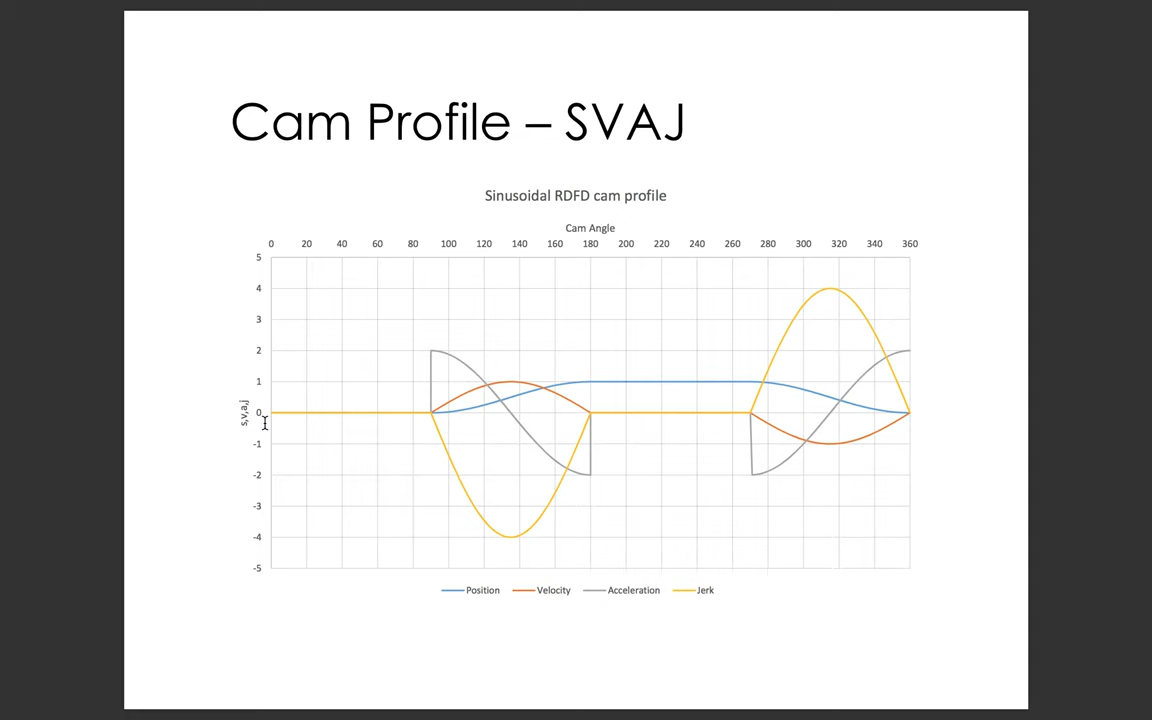 Cam Profile – SVAJ
Sinusoidal RDFD cam profile
Cam Angle
0 20 40 60 80 100 120 140 160 180 200 220 240 260 280 300 320 340 360
5
4
3
2
1
0
-1
-2
-3
-4
-5
s,v,a,j
Position Velocity Acceleration Jerk